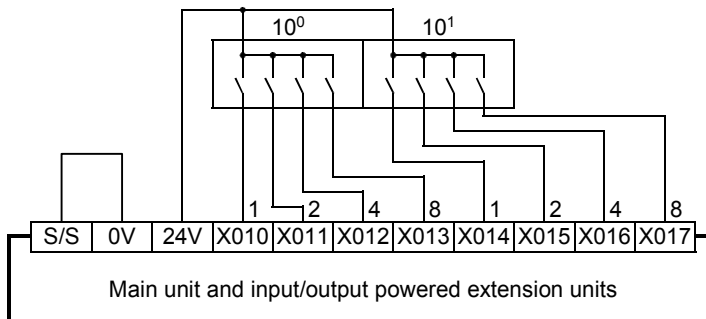 10⁰ 10¹
1 2 4 8 1 2 4 8
S/S 0V 24V X010 X011 X012 X013 X014 X015 X016 X017
Main unit and input/output powered extension units